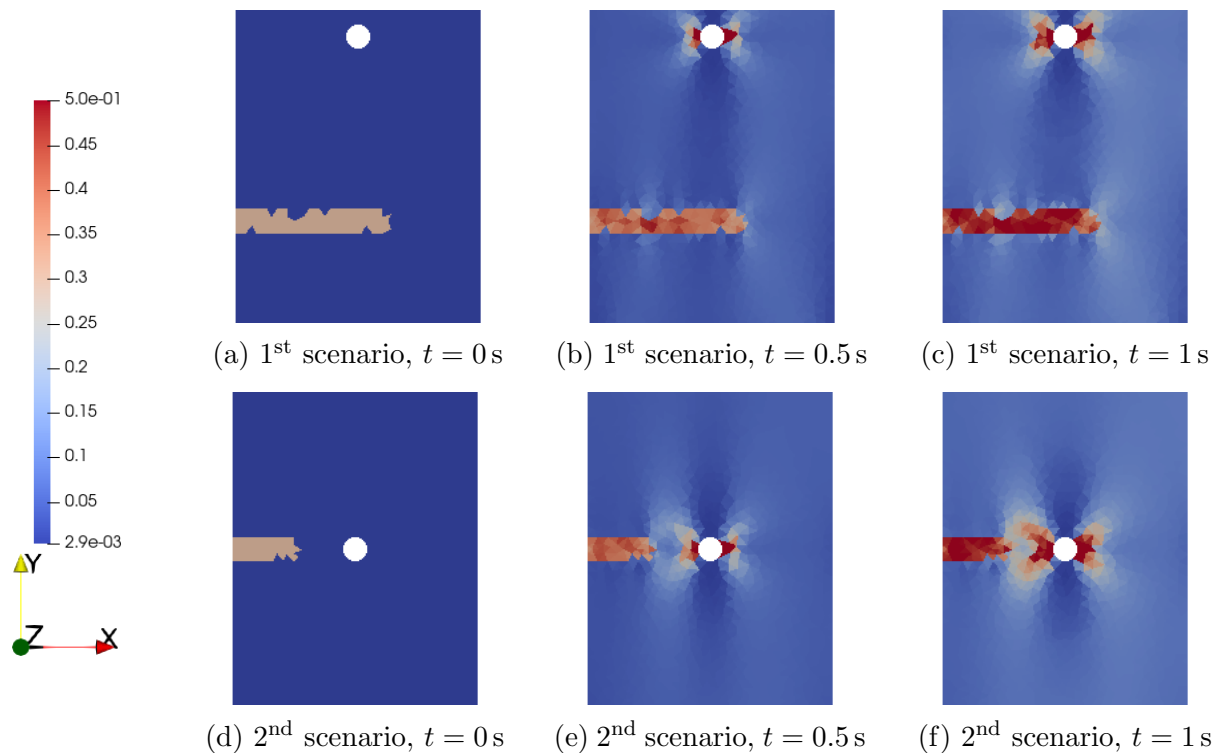 5.0e-01
0.45
0.4
0.35
0.3
0.25
0.2
0.15
0.1
0.05
2.9e-03
Y
Z
X
(a) 1st scenario, t = 0 s
(b) 1st scenario, t = 0.5 s
(c) 1st scenario, t = 1 s
(d) 2nd scenario, t = 0 s
(e) 2nd scenario, t = 0.5 s
(f) 2nd scenario, t = 1 s